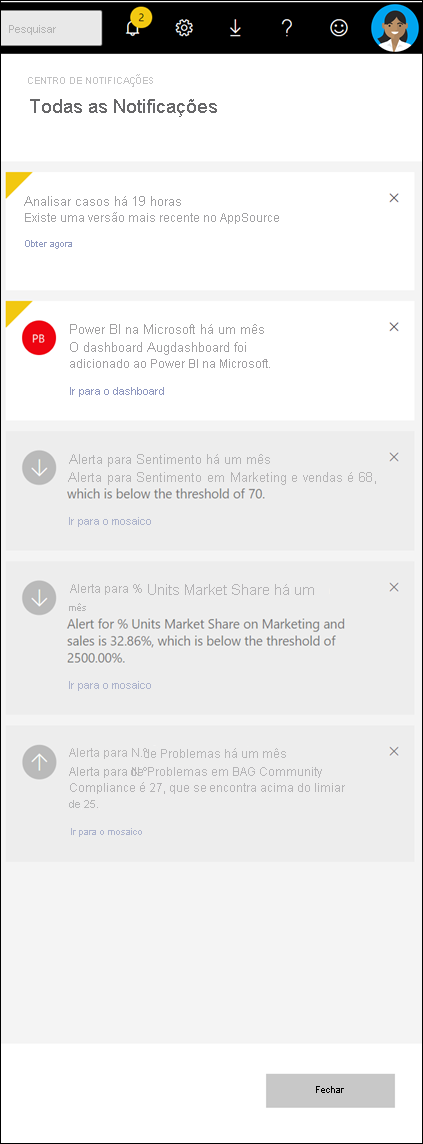 Pesquisar
2
CENTRO DE NOTIFICAÇÕES
Todas as Notificações
Analisar casos há 19 horas
Existe uma versão mais recente no AppSource
Obter agora
PB
Power BI na Microsoft há um mês
O dashboard Augdashboard foi
adicionado ao Power BI na Microsoft.
Ir para o dashboard
Alerta para Sentimento há um mês
Alerta para Sentimento em Marketing e vendas é 68,
which is below the threshold of 70.
Ir para o mosaico
Alerta para % Units Market Share há um
mês
Alert for % Units Market Share on Marketing and
sales is 32.86%, which is below the threshold of
2500.00%.
Ir para o mosaico
Alerta para N.º de Problemas há um mês
Alerta para N.º de Problemas em BAG Community
Compliance é 27, que se encontra acima do limiar
de 25.
Ir para o mosaico
Fechar